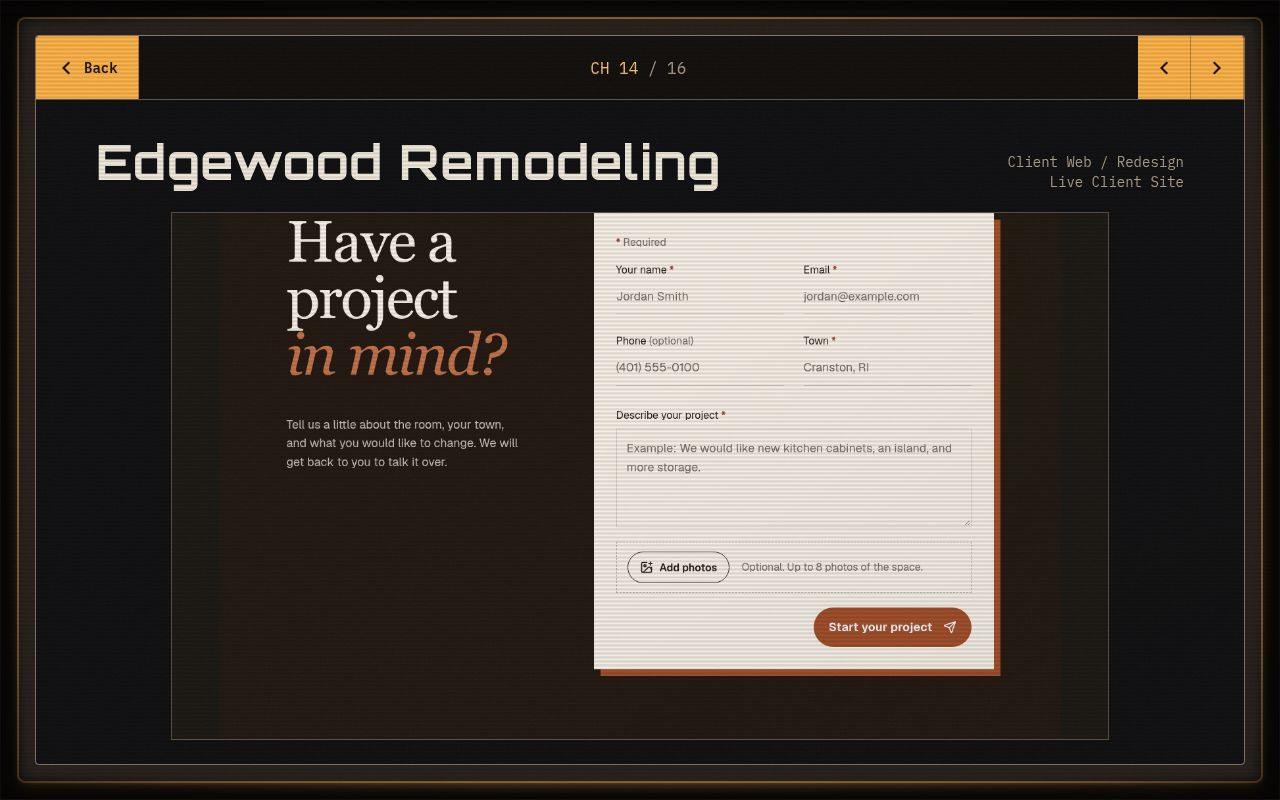 Back
CH 14 / 16
Edgewood Remodeling
Client Web / Redesign
Live Client Site
Have a
project
in mind?
Tell us a little about the room, your town,
and what you would like to change. We will
get back to you to talk it over.
* Required
Your name *
Email *
Jordan Smith
jordan@example.com
Phone (optional)
Town *
(401) 555-0100
Cranston, RI
Describe your project *
Example: We would like new kitchen cabinets, an island, and
more storage.
Add photos
Optional. Up to 8 photos of the space.
Start your project